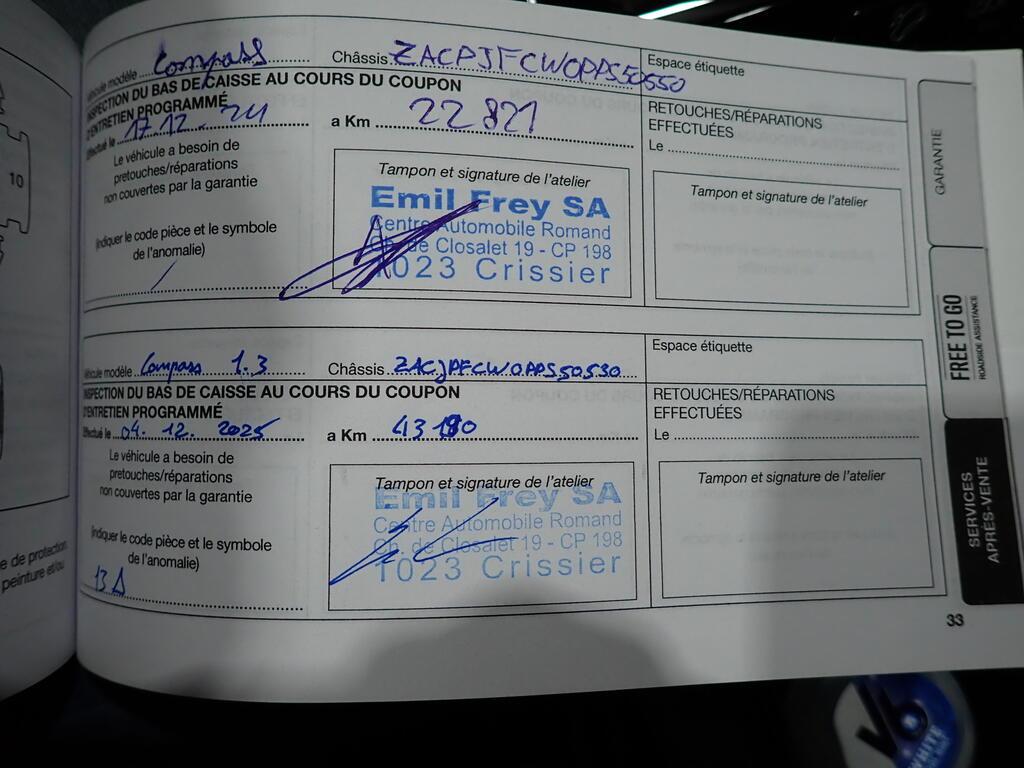 Véhicule modèle Compass
Châssis ZACPJFCW0PPS50550
Espace étiquette
INSPECTION DU BAS DE CAISSE AU COURS DU COUPON
D'ENTRETIEN PROGRAMMÉ
Effectué le 17.12.24
a Km 22 821
RETOUCHES/RÉPARATIONS
EFFECTUÉES
Le
Le véhicule a besoin de
pretouches/réparations
non couvertes par la garantie
(indiquer le code pièce et le symbole
de l'anomalie)
/
Tampon et signature de l'atelier
Emil Frey SA
Centre Automobile Romand
Ch. de Closalet 19 - CP 198
1023 Crissier
Tampon et signature de l'atelier
Véhicule modèle Compass 1.3
Châssis ZACJPFCW0PPS50530
Espace étiquette
INSPECTION DU BAS DE CAISSE AU COURS DU COUPON
D'ENTRETIEN PROGRAMMÉ
Effectué le 04. 12. 2025
a Km 43180
RETOUCHES/RÉPARATIONS
EFFECTUÉES
Le
Le véhicule a besoin de
pretouches/réparations
non couvertes par la garantie
(indiquer le code pièce et le symbole
de l'anomalie)
13 Δ
Tampon et signature de l'atelier
Emil Frey SA
Centre Automobile Romand
Ch. de Closalet 19 - CP 198
1023 Crissier
Tampon et signature de l'atelier
GARANTIE
FREE TO GO
ROADSIDE ASSISTANCE
SERVICES
APRÈS-VENTE
33
10
e de protection
peinture et/ou
WHITE